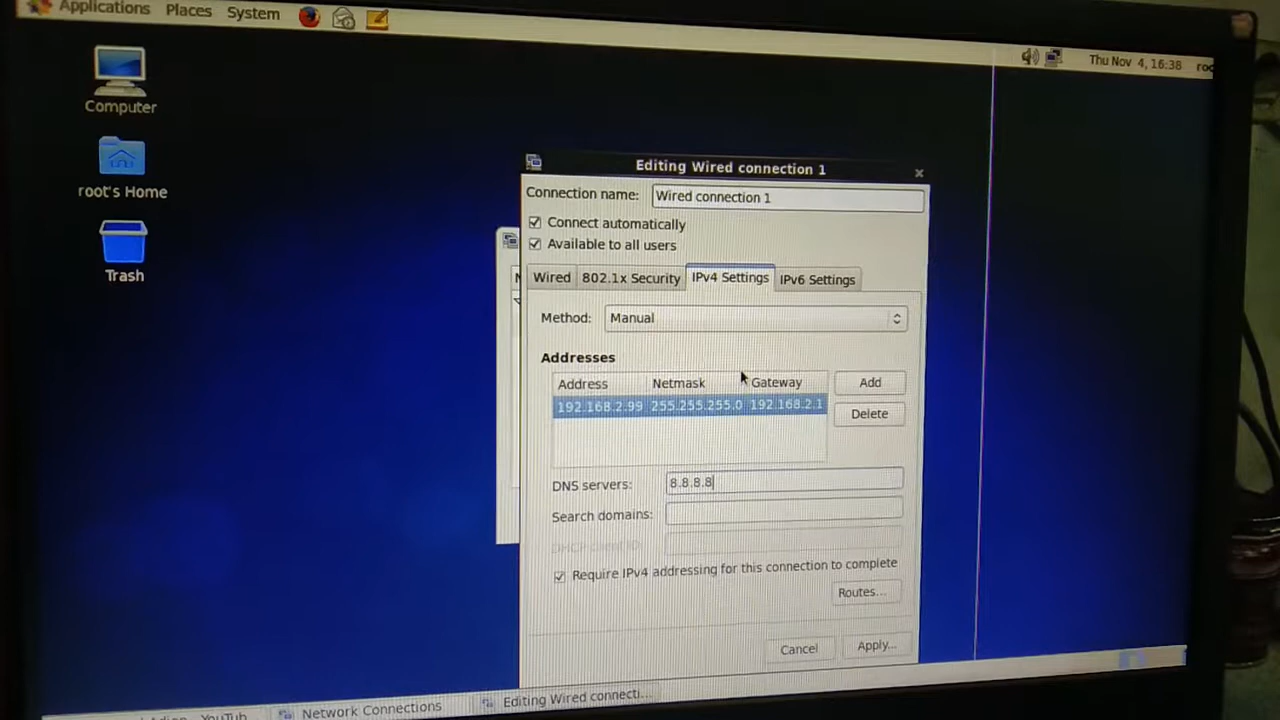 Applications Places System
Thu Nov 4, 16:38
Computer
root's Home
Trash
Editing Wired connection 1
Connection name: Wired connection 1
Connect automatically
Available to all users
Wired 802.1x Security IPv4 Settings IPv6 Settings
Method: Manual
Addresses
Address Netmask Gateway
Add
192.168.2.99 255.255.255.0 192.168.2.1
Delete
DNS servers: 8.8.8.8
Search domains:
DHCP client ID:
Require IPv4 addressing for this connection to complete
Routes...
Cancel Apply...
Network Connections
Editing Wired connecti...